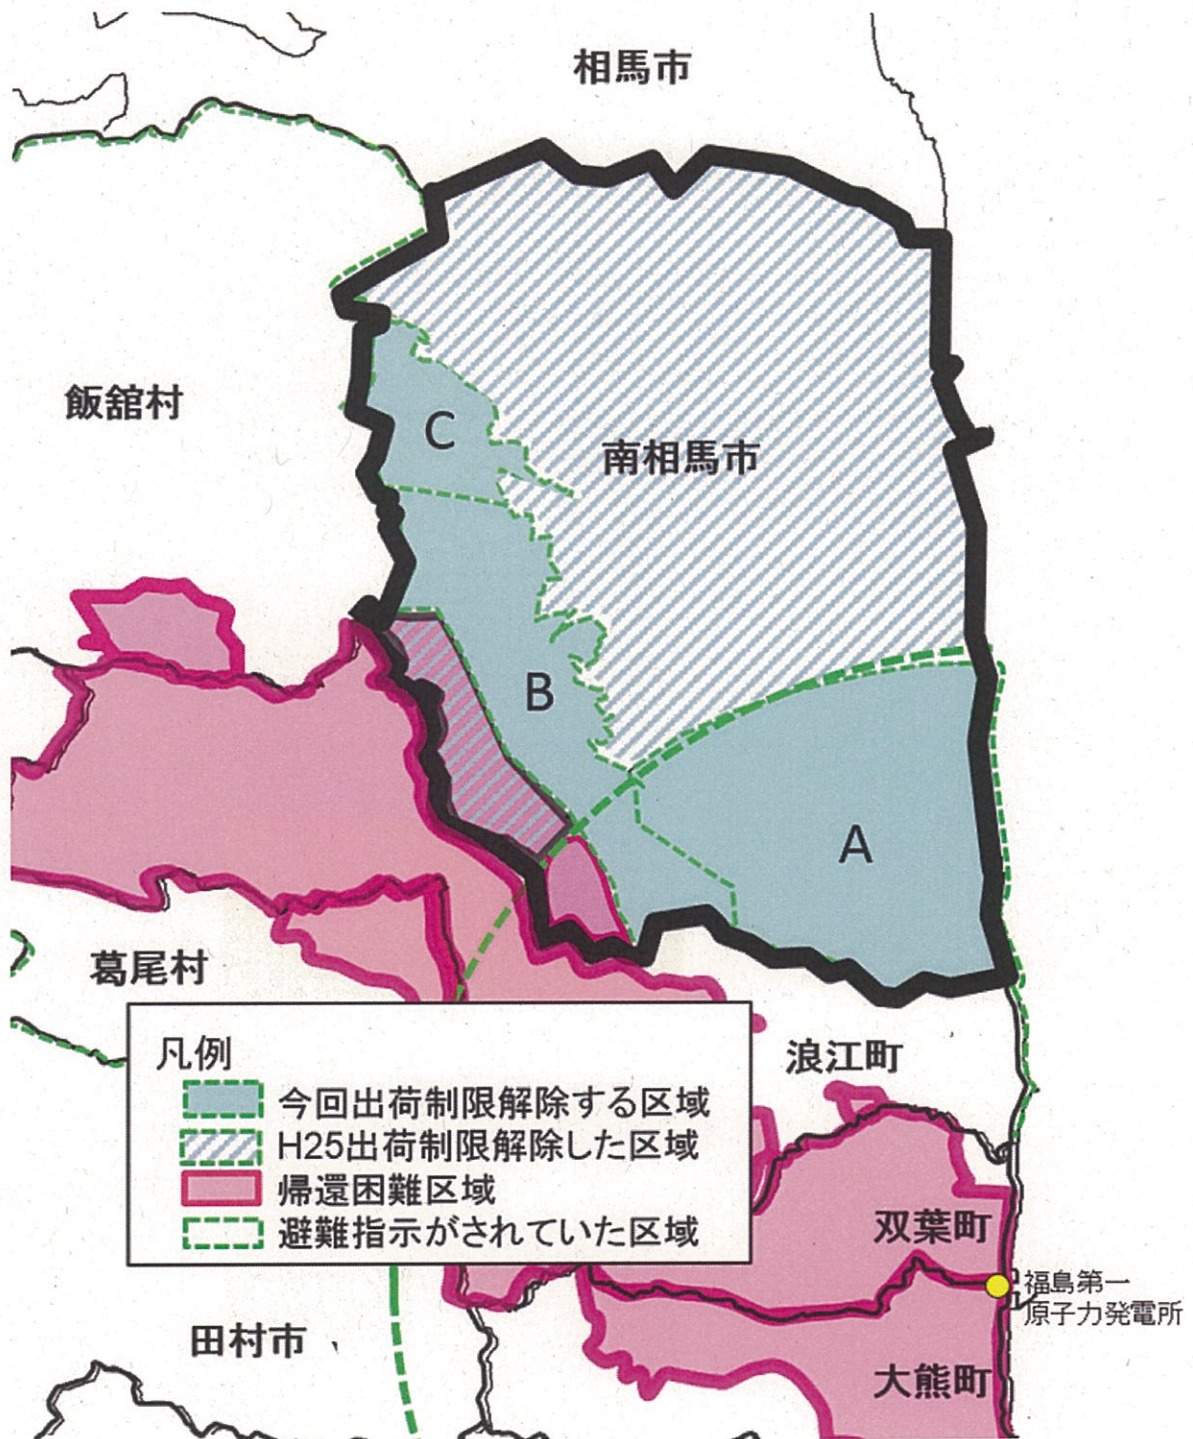 相馬市
飯舘村
C
南相馬市
B
A
葛尾村
浪江町
凡例
今回出荷制限解除する区域
H25出荷制限解除した区域
帰還困難区域
避難指示がされていた区域
双葉町
福島第一
原子力発電所
田村市
大熊町